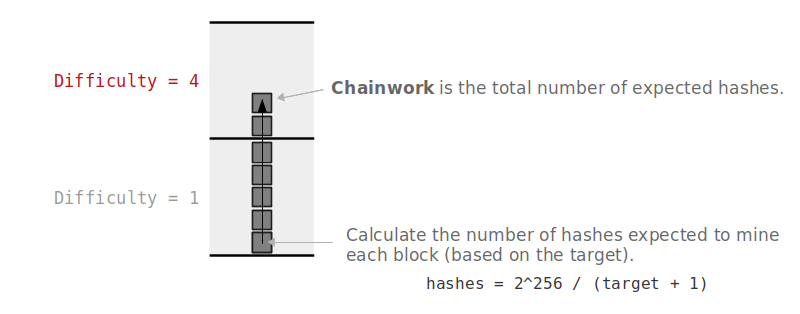 Difficulty = 4
Chainwork is the total number of expected hashes.
Difficulty = 1
Calculate the number of hashes expected to mine
each block (based on the target).
hashes = 2^256 / (target + 1)